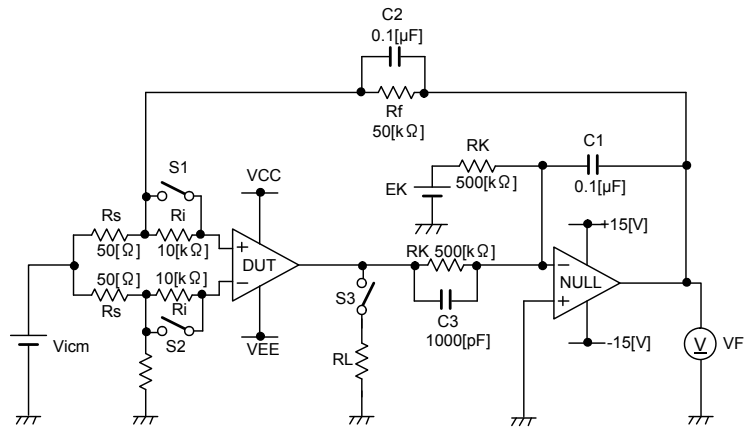 C2
0.1[µF]
Rf
50[kΩ]
C1
0.1[µF]
RK
500[kΩ]
EK
S1
VCC
+15[V]
Rs
50[Ω]
Ri
10[kΩ]
+
−
DUT
RK 500[kΩ]
−
+
NULL
50[Ω]
Rs
10[kΩ]
Ri
S2
S3
C3
1000[pF]
Vicm
VEE
RL
-15[V]
V
VF